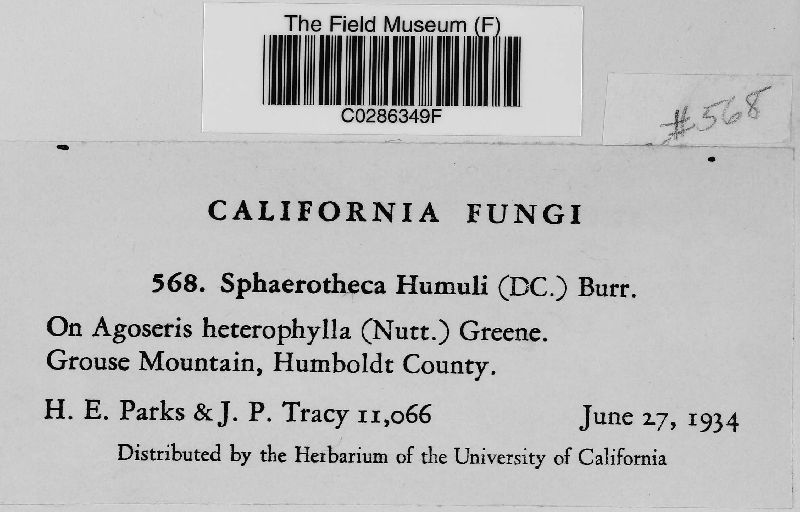 The Field Museum (F)
C0286349F
#568
CALIFORNIA FUNGI
568. Sphaerotheca Humuli (DC.) Burr.
On Agoseris heterophylla (Nutt.) Greene.
Grouse Mountain, Humboldt County.
H. E. Parks & J. P. Tracy 11,066 June 27, 1934
Distributed by the Herbarium of the University of California